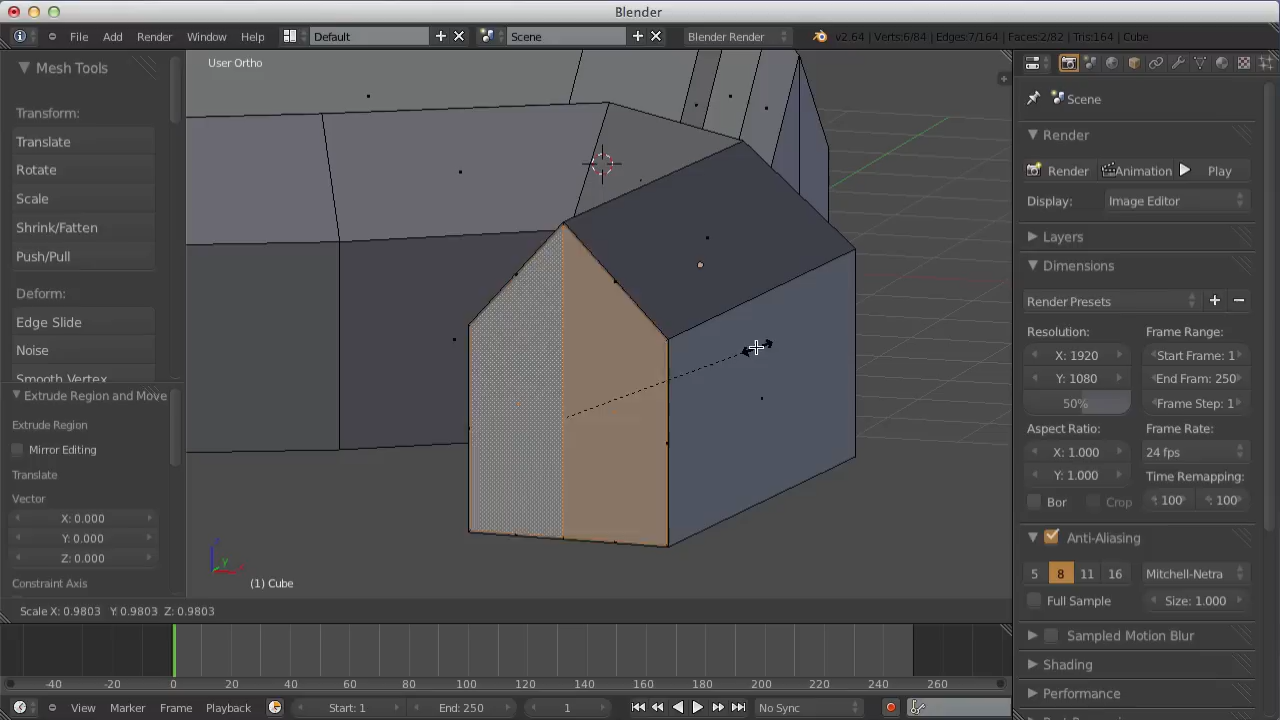 Blender
File Add Render Window Help Default Scene Blender Render v2.64 | Verts:6/84 | Edges:7/164 | Faces:2/82 | Tris:164 | Cube
Mesh Tools
User Ortho
Scene
Transform:
Translate
Rotate
Scale
Shrink/Fatten
Push/Pull
Deform:
Edge Slide
Noise
Smooth Vertex
Extrude Region and Move
Extrude Region
Mirror Editing
Translate
Vector
X: 0.000
Y: 0.000
Z: 0.000
Constraint Axis
(1) Cube
Scale X: 0.9803 Y: 0.9803 Z: 0.9803
Render
Render Animation Play
Display: Image Editor
Layers
Dimensions
Render Presets
Resolution: Frame Range:
X: 1920 Start Frame: 1
Y: 1080 End Fram: 250
50% Frame Step: 1
Aspect Ratio: Frame Rate:
X: 1.000 24 fps
Y: 1.000 Time Remapping:
Bor Crop 100 100
Anti-Aliasing
5 8 11 16 Mitchell-Netra
Full Sample Size: 1.000
Sampled Motion Blur
Shading
Performance
-40 -20 0 20 40 60 80 100 120 140 160 180 200 220 240 260
View Marker Frame Playback Start: 1 End: 250 1 No Sync